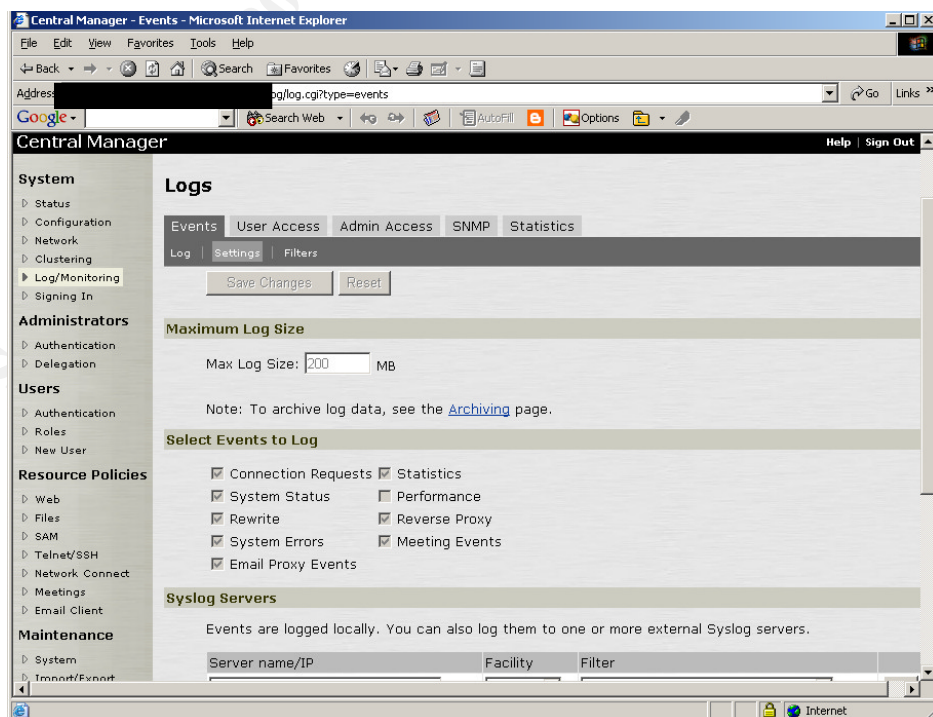 Central Manager - Events - Microsoft Internet Explorer
File Edit View Favorites Tools Help
Back Search Favorites
Address og/log.cgi?type=events Go Links »
Google Search Web AutoFill Options
Central Manager Help | Sign Out
System
Status
Configuration
Network
Clustering
Log/Monitoring
Signing In
Administrators
Authentication
Delegation
Users
Authentication
Roles
New User
Resource Policies
Web
Files
SAM
Telnet/SSH
Network Connect
Meetings
Email Client
Maintenance
System
Import/Export
Logs
Events User Access Admin Access SNMP Statistics
Log | Settings | Filters
Save Changes Reset
Maximum Log Size
Max Log Size: 200 MB
Note: To archive log data, see the Archiving page.
Select Events to Log
Connection Requests Statistics
System Status Performance
Rewrite Reverse Proxy
System Errors Meeting Events
Email Proxy Events
Syslog Servers
Events are logged locally. You can also log them to one or more external Syslog servers.
Server name/IP Facility Filter
Internet